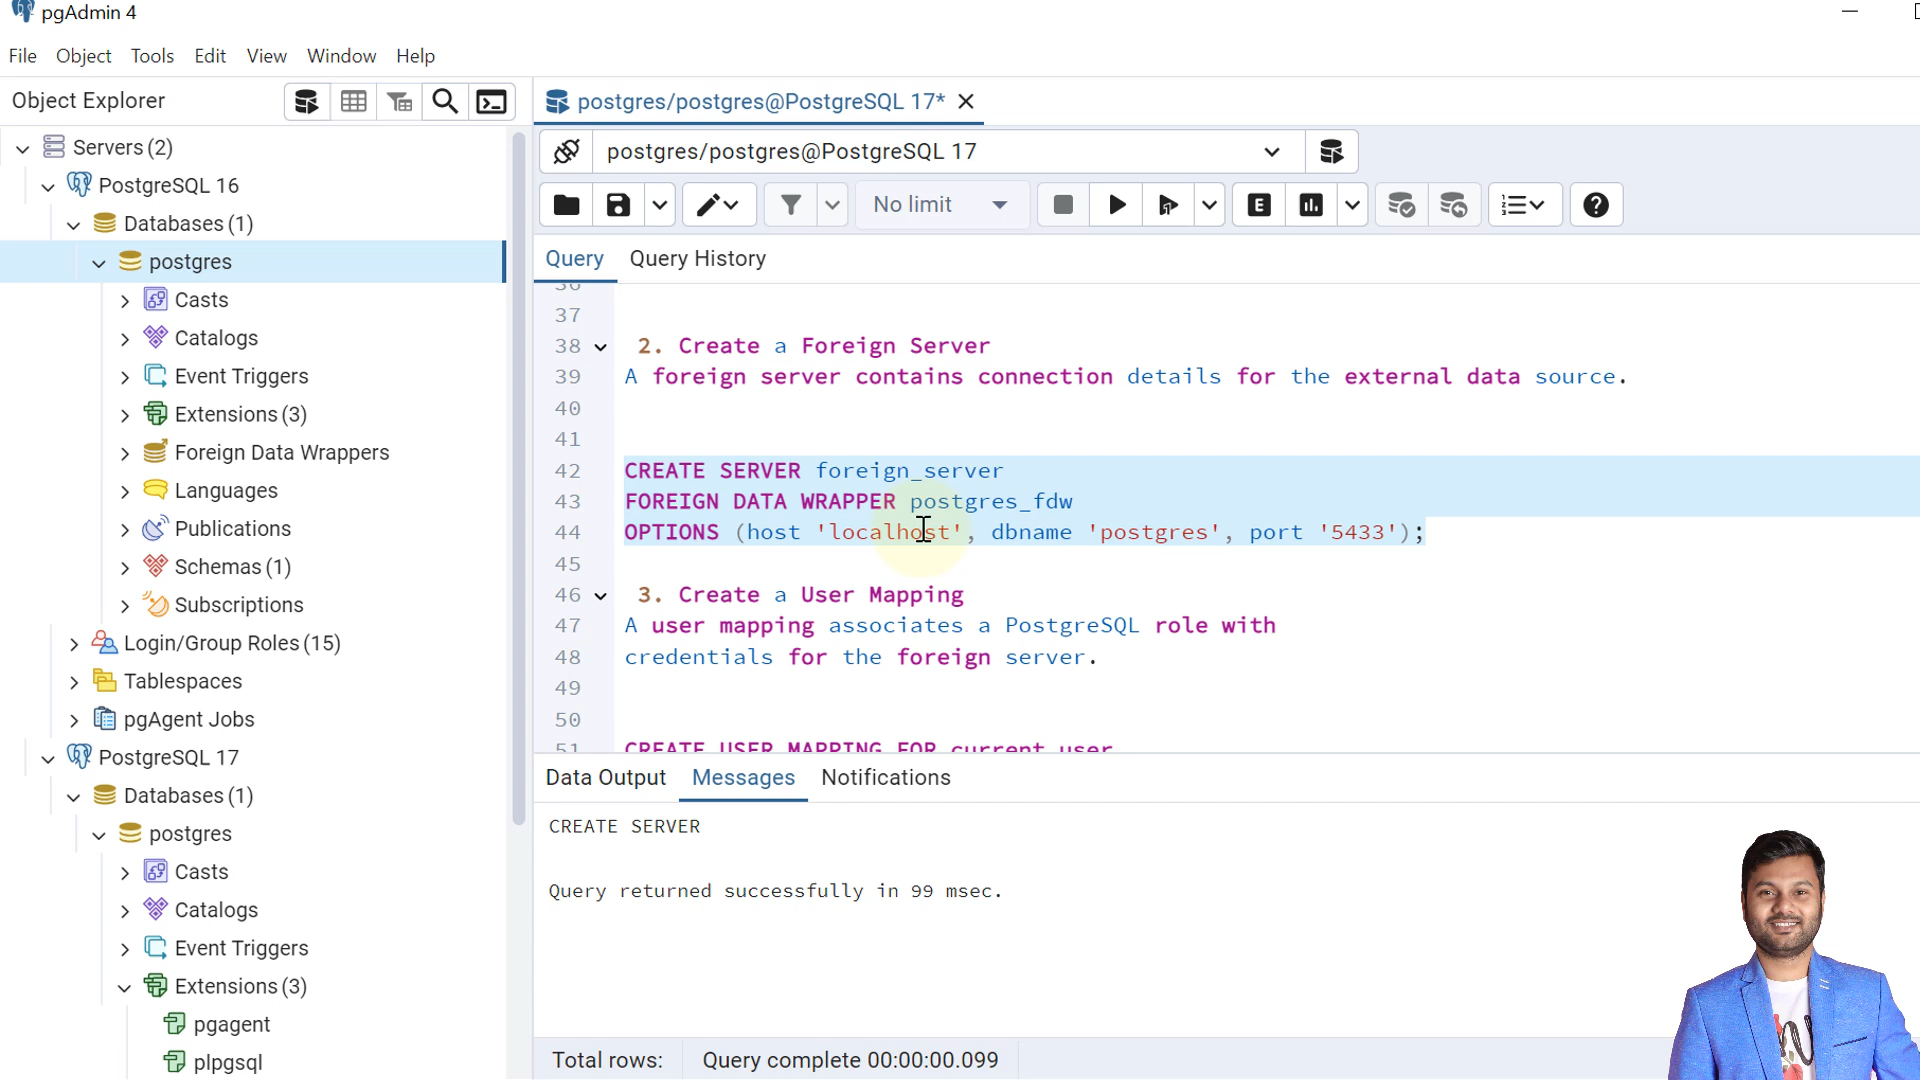 pgAdmin 4
File Object Tools Edit View Window Help
Object Explorer
Servers (2)
PostgreSQL 16
Databases (1)
postgres
Casts
Catalogs
Event Triggers
Extensions (3)
Foreign Data Wrappers
Languages
Publications
Schemas (1)
Subscriptions
Login/Group Roles (15)
Tablespaces
pgAgent Jobs
PostgreSQL 17
Databases (1)
postgres
Casts
Catalogs
Event Triggers
Extensions (3)
pgagent
plpgsql
postgres/postgres@PostgreSQL 17*
postgres/postgres@PostgreSQL 17
No limit
E
Query Query History
36
37
38 2. Create a Foreign Server
39 A foreign server contains connection details for the external data source.
40
41
42 CREATE SERVER foreign_server
43 FOREIGN DATA WRAPPER postgres_fdw
44 OPTIONS (host 'localhost', dbname 'postgres', port '5433');
45
46 3. Create a User Mapping
47 A user mapping associates a PostgreSQL role with
48 credentials for the foreign server.
49
50
51 CREATE USER MAPPING FOR current_user
Data Output Messages Notifications
CREATE SERVER
Query returned successfully in 99 msec.
Total rows: Query complete 00:00:00.099